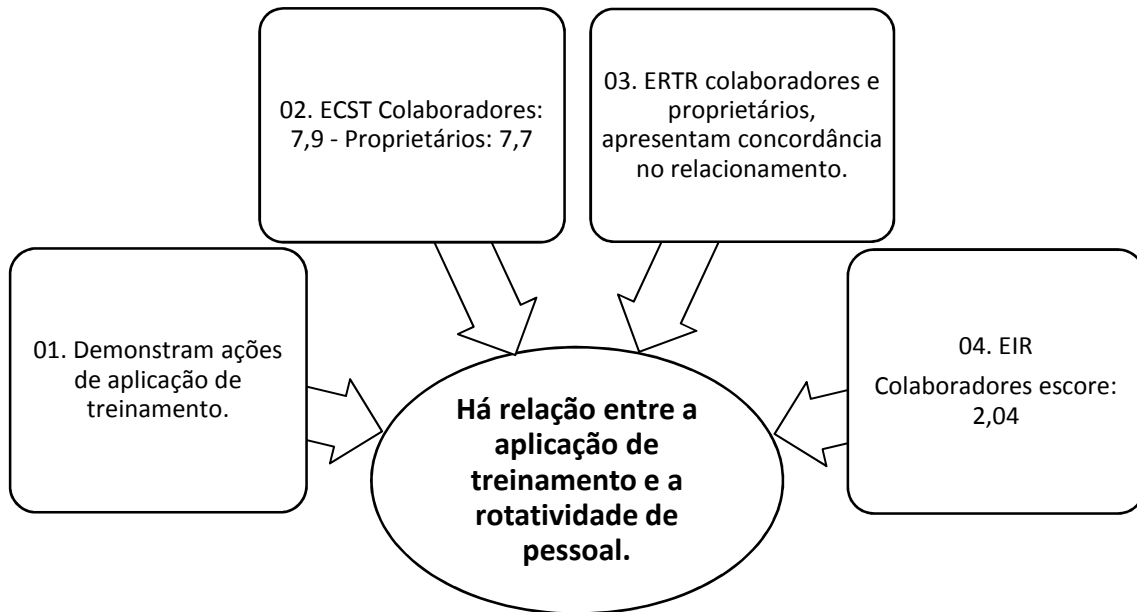 01. Demonstram ações
de aplicação de
treinamento.
02. ECST Colaboradores:
7,9 - Proprietários: 7,7
03. ERTR colaboradores e
proprietários,
apresentam concordância
no relacionamento.
04. EIR
Colaboradores escore:
2,04
Há relação entre a
aplicação de
treinamento e a
rotatividade de
pessoal.